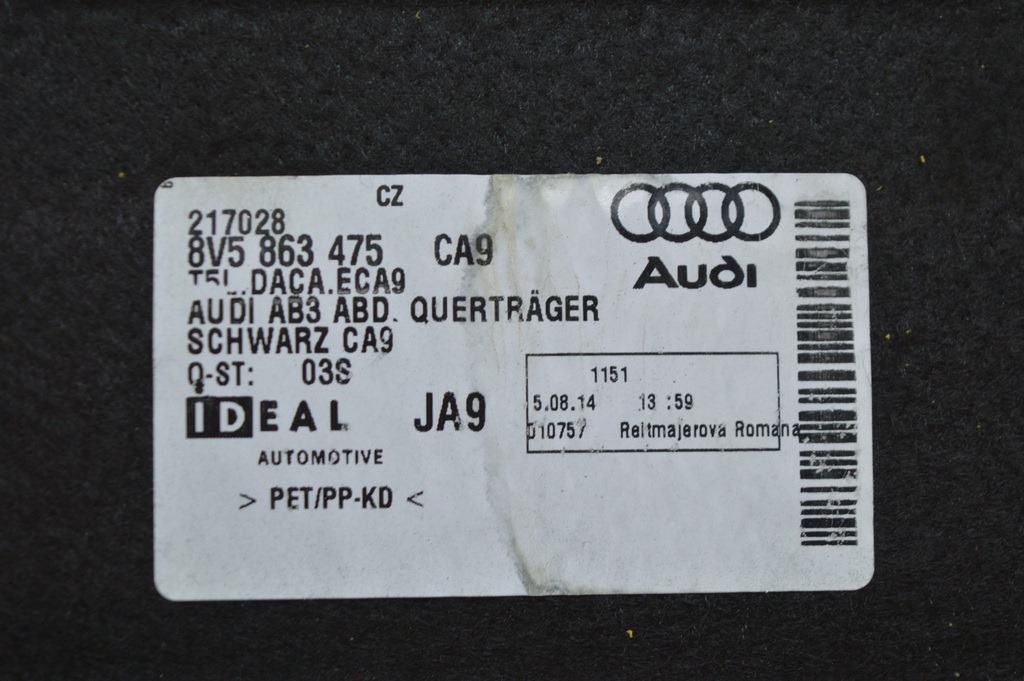 CZ
217028
8V5 863 475 CA9
DACA.ECA9
AUDI AB3 ABD. QUERTRÄGER
SCHWARZ CA9
Q-ST: 03S
IDEAL JA9
AUTOMOTIVE
> PET/PP-KD <
Audi
1151
5.08.14 13:59
010757 Reitmajerova Romana